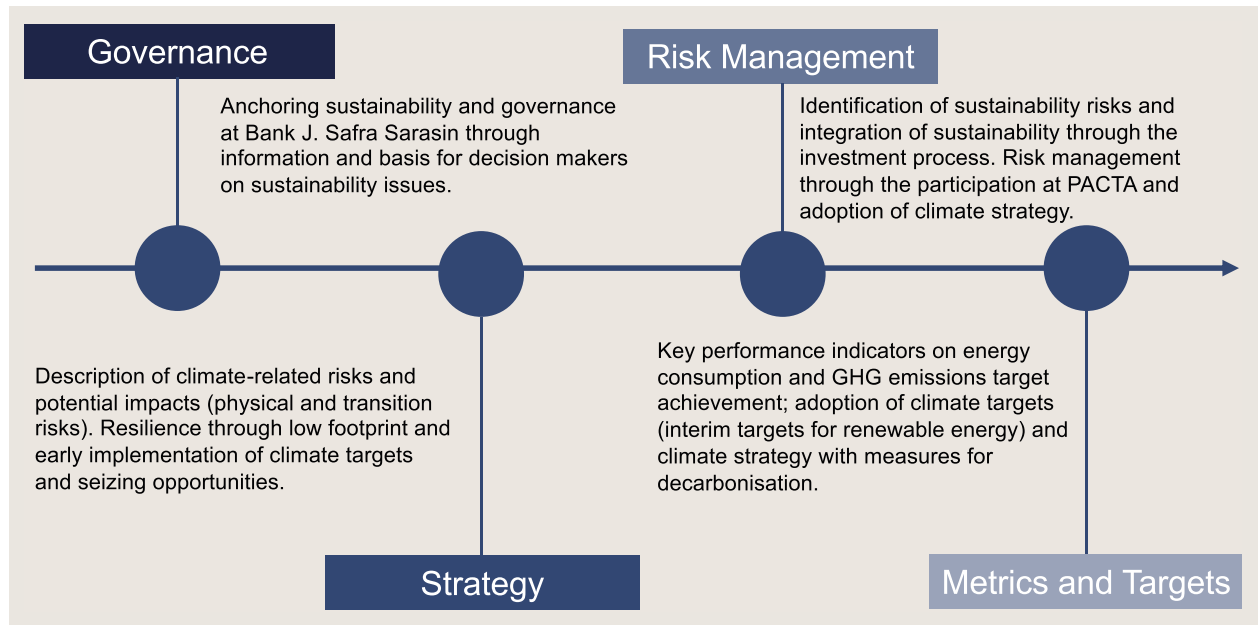 Governance
Anchoring sustainability and governance
at Bank J. Safra Sarasin through
information and basis for decision makers
on sustainability issues.
Risk Management
Identification of sustainability risks and
integration of sustainability through the
investment process. Risk management
through the participation at PACTA and
adoption of climate strategy.
Description of climate-related risks and
potential impacts (physical and transition
risks). Resilience through low footprint and
early implementation of climate targets
and seizing opportunities.
Strategy
Key performance indicators on energy
consumption and GHG emissions target
achievement; adoption of climate targets
(interim targets for renewable energy) and
climate strategy with measures for
decarbonisation.
Metrics and Targets